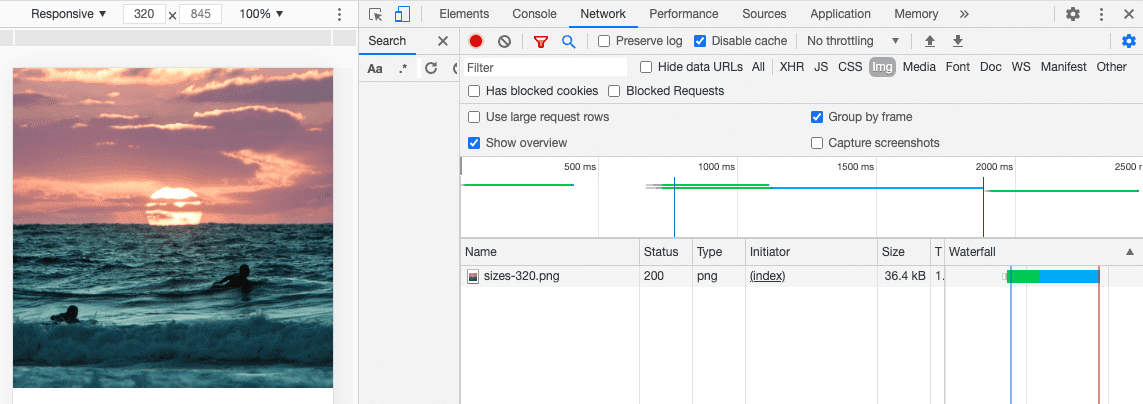 Responsive ▾ 320 × 845 100% ▾
Elements Console Network Performance Sources Application Memory »
Search
Preserve log Disable cache No throttling ▾
Aa .*
Filter Hide data URLs All XHR JS CSS Img Media Font Doc WS Manifest Other
Has blocked cookies Blocked Requests
Use large request rows Group by frame
Show overview Capture screenshots
500 ms 1000 ms 1500 ms 2000 ms 2500 r
Name Status Type Initiator Size T Waterfall ▲
sizes-320.png 200 png (index) 36.4 kB 1.